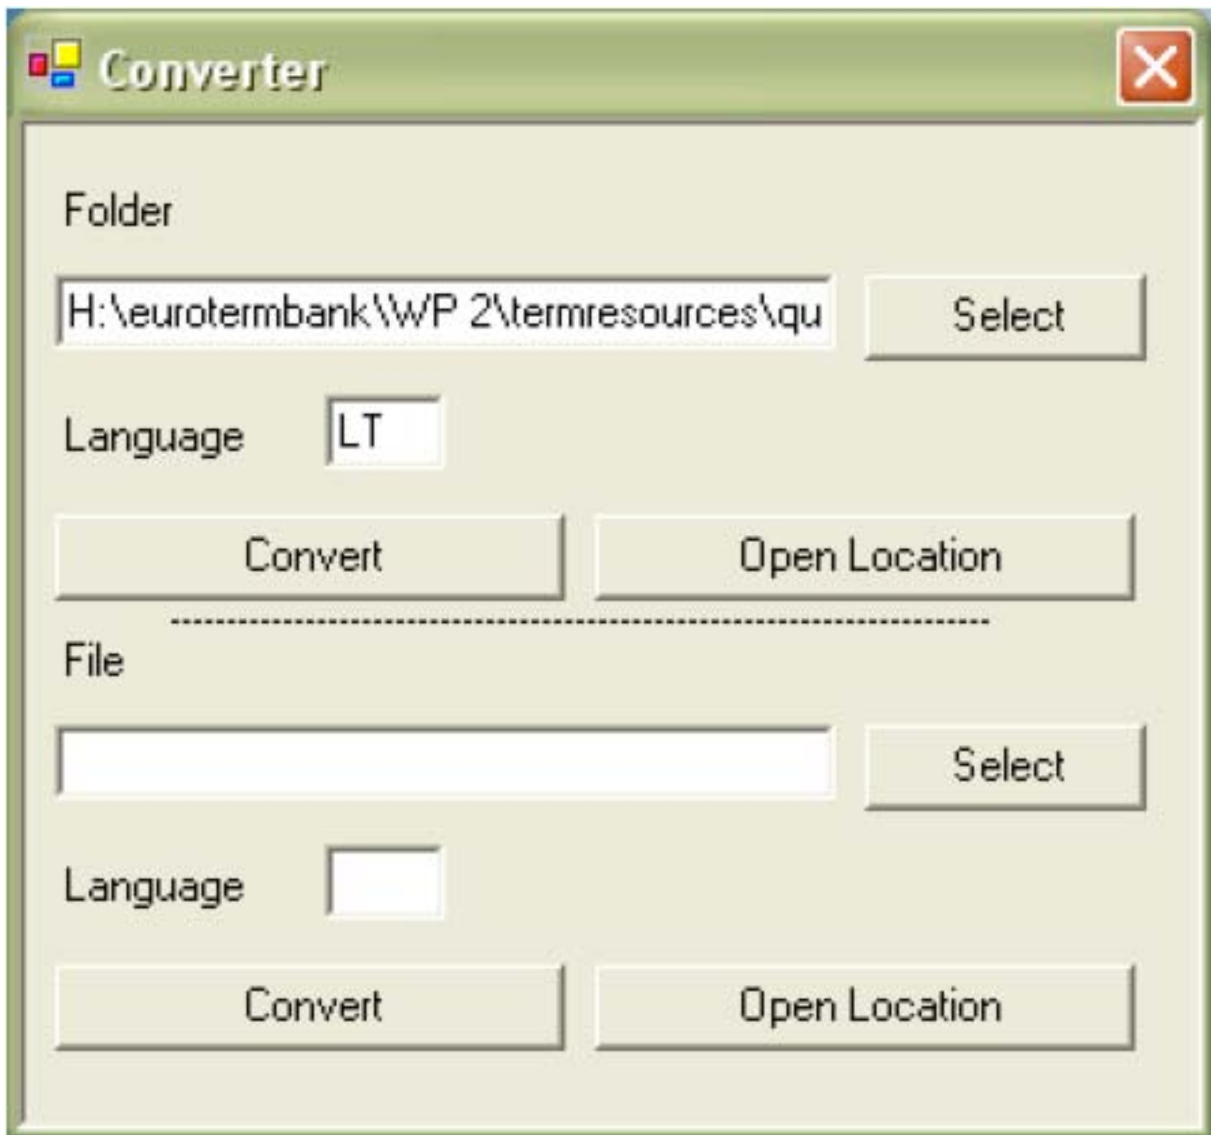 Converter
Folder
H:\eurotermbank\WP 2\termresources\qu
Select
Language LT
Convert Open Location
--------------------------------------------------------------------------------
File
Select
Language
Convert Open Location